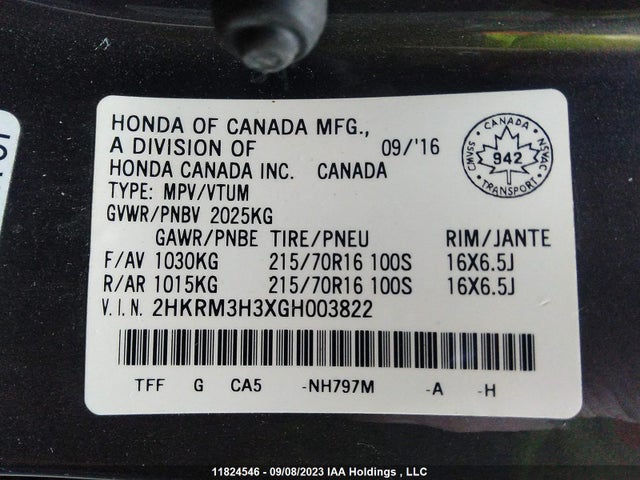 HONDA OF CANADA MFG.,
A DIVISION OF 09/'16
HONDA CANADA INC. CANADA
TYPE: MPV/VTUM
GVWR/PNBV 2025KG
GAWR/PNBE TIRE/PNEU RIM/JANTE
F/AV 1030KG 215/70R16 100S 16X6.5J
R/AR 1015KG 215/70R16 100S 16X6.5J
V.I.N. 2HKRM3H3XGH003822
TFF G CA5 -NH797M -A -H
CANADA
CMVSS 942 NSVAC
TRANSPORT
11824546 - 09/08/2023 IAA Holdings , LLC